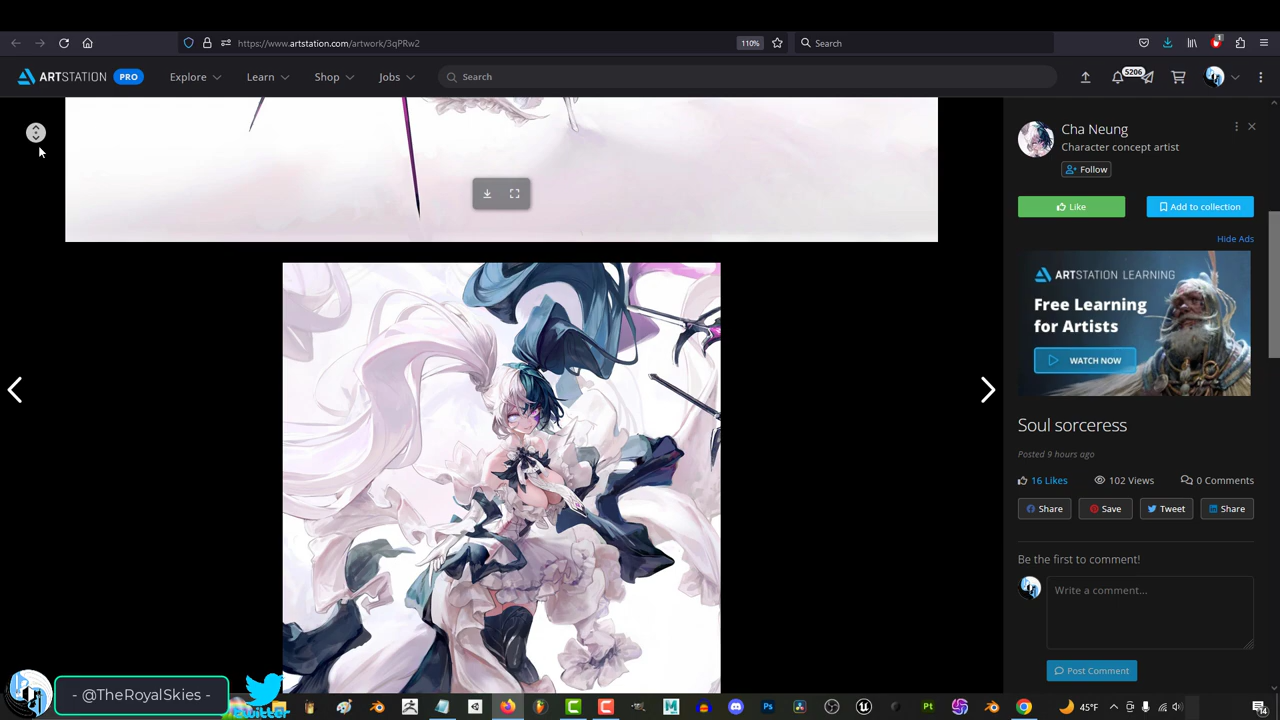 https://www.artstation.com/artwork/3qPRw2
110%
Search
1
ARTSTATION
PRO
Explore
Learn
Shop
Jobs
Search
5206
Cha Neung
Character concept artist
Follow
Like
Add to collection
Hide Ads
ARTSTATION LEARNING
Free Learning
for Artists
WATCH NOW
Soul sorceress
Posted 9 hours ago
16 Likes
102 Views
0 Comments
Share
Save
Tweet
Share
Be the first to comment!
Write a comment...
Post Comment
- @TheRoyalSkies -
Twitter
45°F